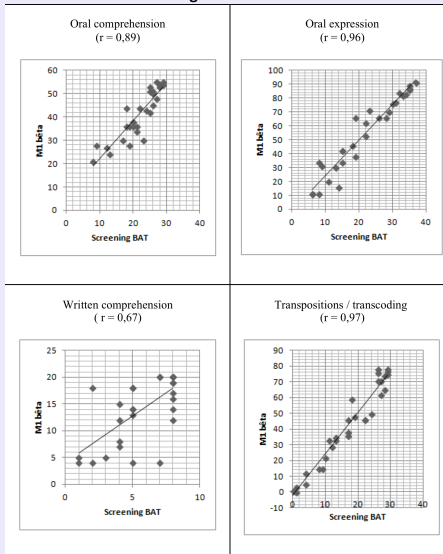 Oral comprehension
(r = 0,89)
60
50
40
30
20
10
0
0 10 20 30 40
M1 bêta
Screening BAT
Oral expression
(r = 0,96)
100
90
80
70
60
50
40
30
20
10
0
0 10 20 30 40
M1 bêta
Screening BAT
Written comprehension
( r = 0,67)
25
20
15
10
5
0
0 5 10
M1 bêta
Screening BAT
Transpositions / transcoding
(r = 0,97)
90
80
70
60
50
40
30
20
10
0
-10
0 10 20 30 40
M1 bêta
Screening BAT